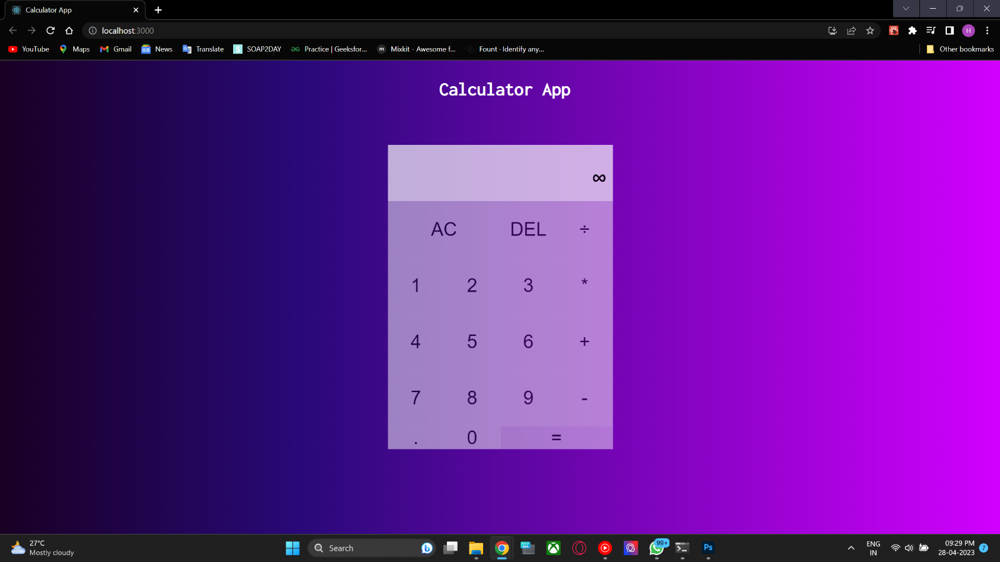 Calculator App
localhost:3000
H
YouTube Maps Gmail News Translate S SOAP2DAY Practice | Geeksfor... m Mixkit - Awesome f... Fount · Identify any... Other bookmarks
Calculator App
∞
AC DEL ÷
1 2 3 *
4 5 6 +
7 8 9 -
. 0 =
27°C
Mostly cloudy
Search
99+
Ps
ENG
IN
09:29 PM
28-04-2023
7